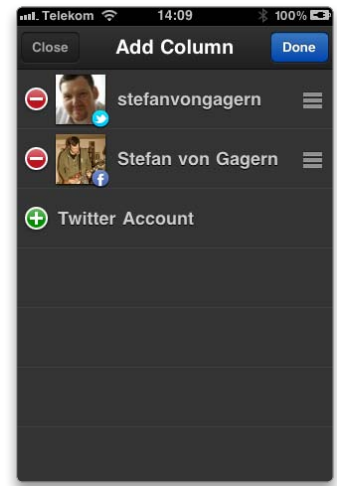 Telekom 14:09 100%
Close Add Column Done
stefanvongagern
Stefan von Gagern
Twitter Account